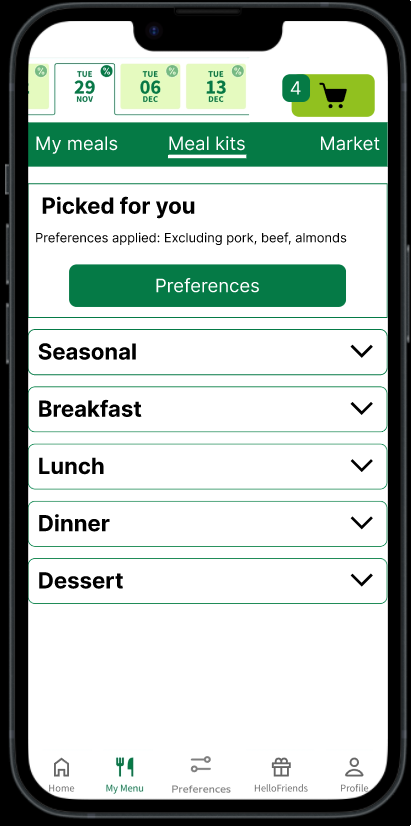 %
TUE
29
NOV
%
TUE
06
DEC
%
TUE
13
DEC
%
4
My meals Meal kits Market
Picked for you
Preferences applied: Excluding pork, beef, almonds
Preferences
Seasonal
Breakfast
Lunch
Dinner
Dessert
Home My Menu Preferences HelloFriends Profile